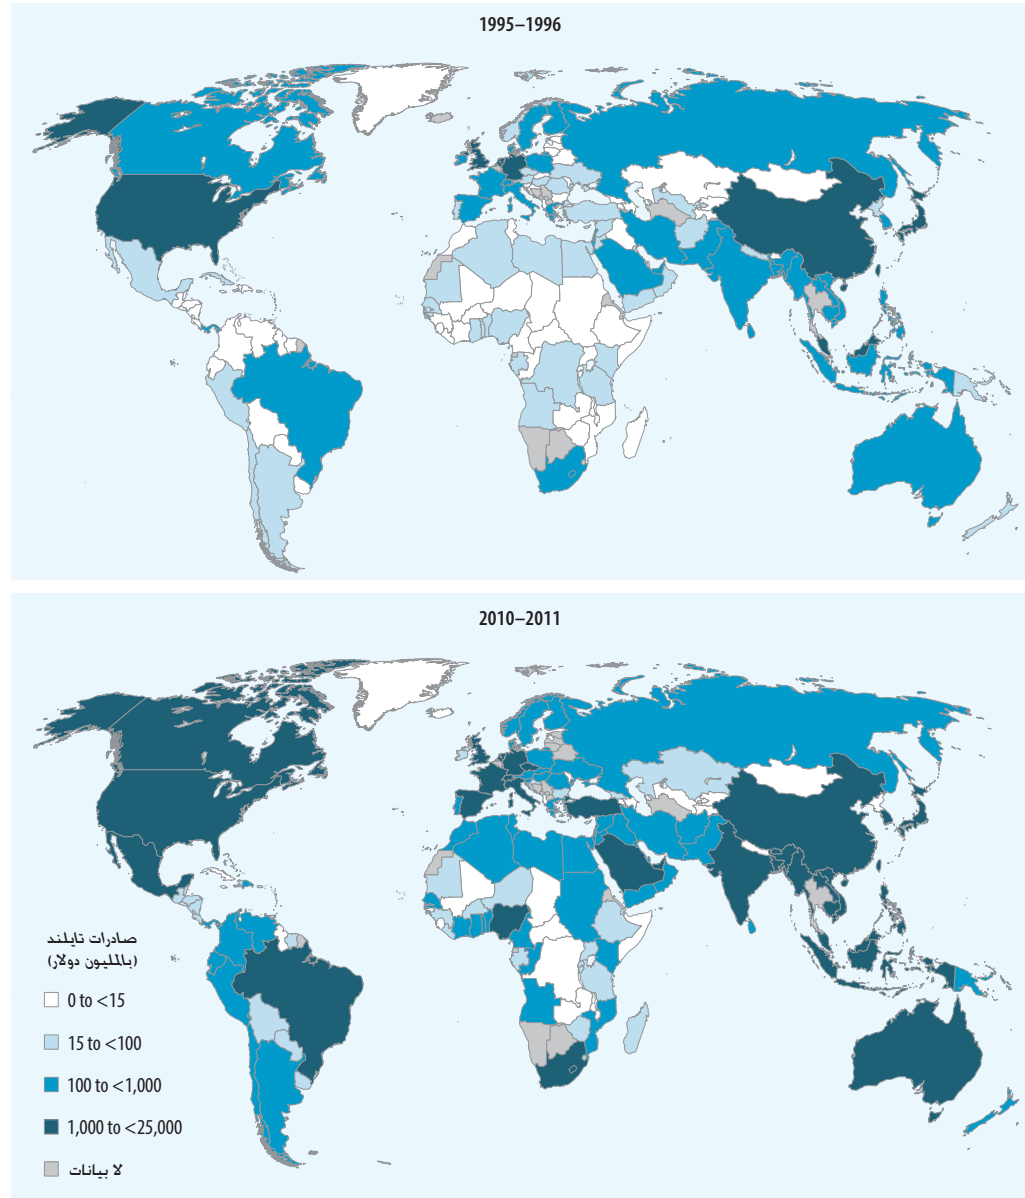 1995–1996
2010–2011
صادرات تايلند
(بالمليون دولار)
0 to <15
15 to <100
100 to <1,000
1,000 to <25,000
لا بيانات